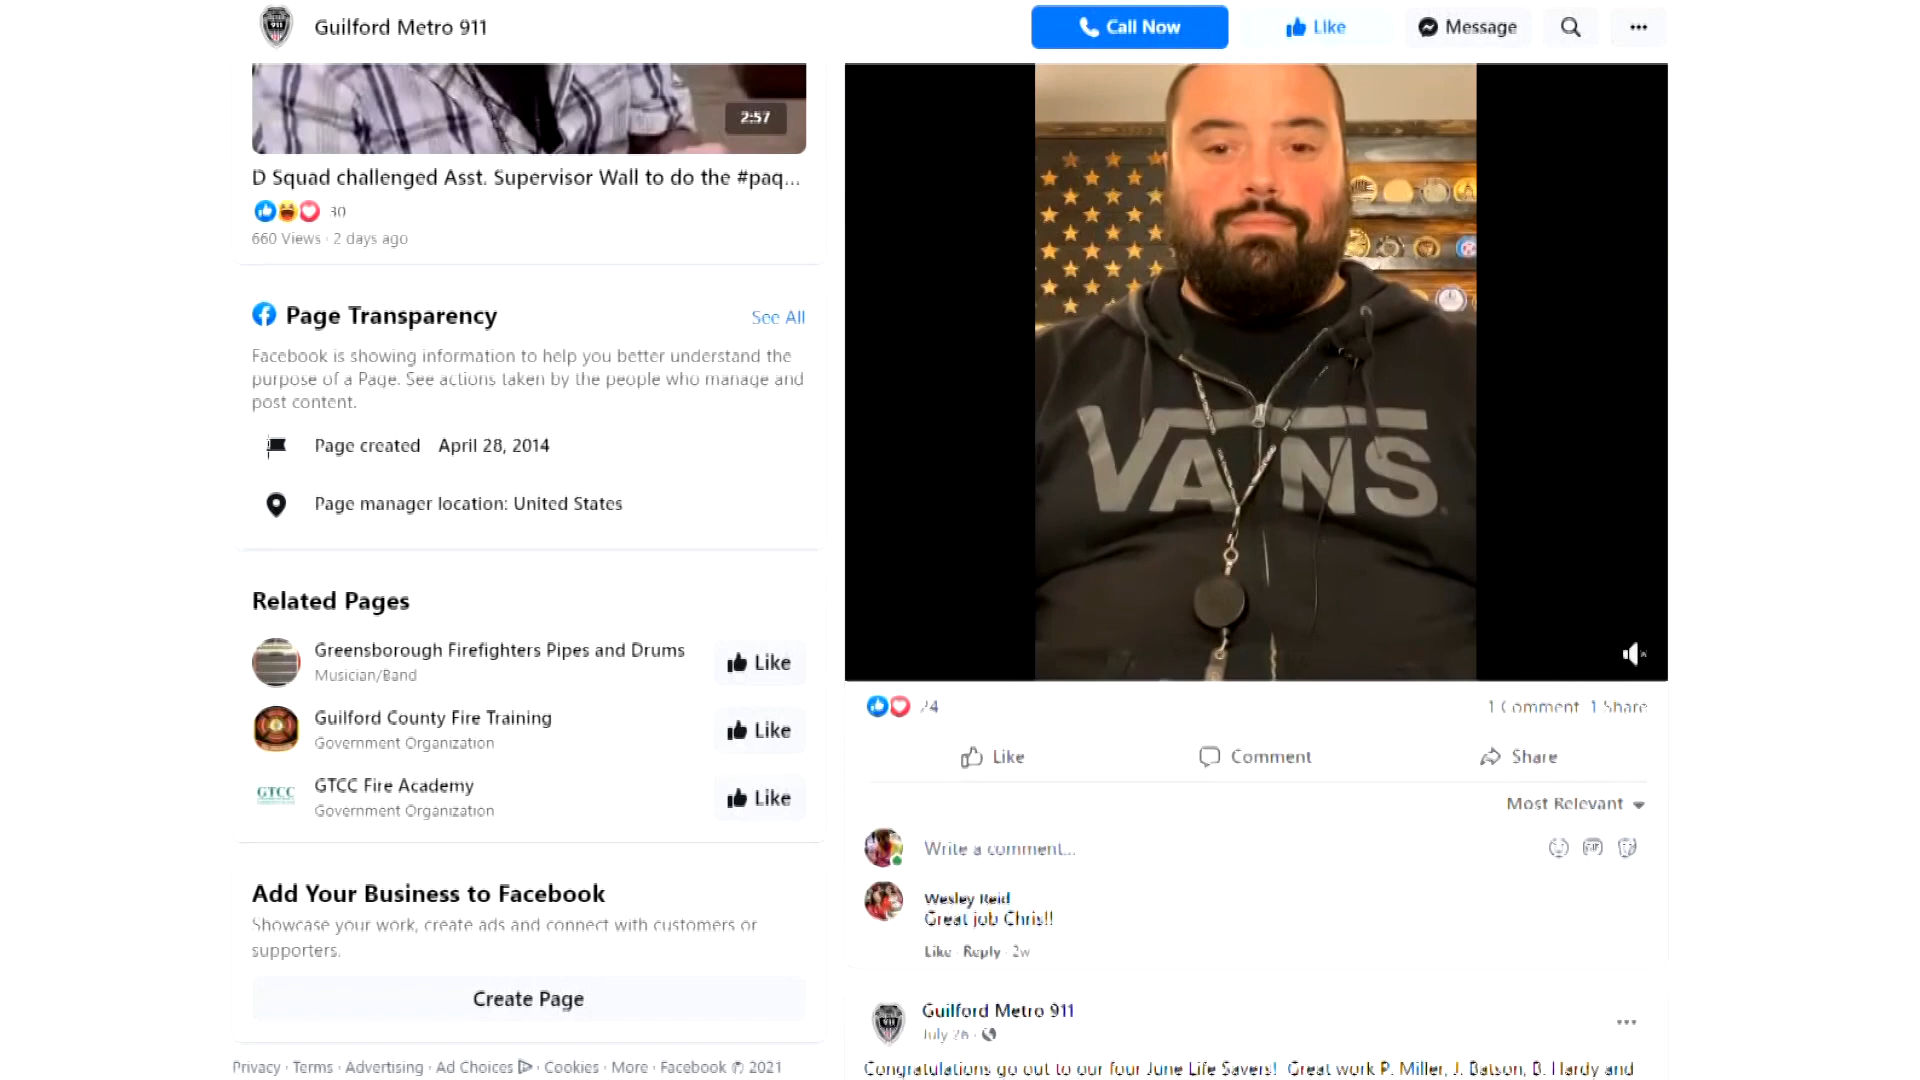 Guilford Metro 911
Call Now
Like
Message
2:57
D Squad challenged Asst. Supervisor Wall to do the #paq...
30
660 Views · 2 days ago
Page Transparency
See All
Facebook is showing information to help you better understand the
purpose of a Page. See actions taken by the people who manage and
post content.
Page created April 28, 2014
Page manager location: United States
Related Pages
Greensborough Firefighters Pipes and Drums
Musician/Band
Like
Guilford County Fire Training
Government Organization
Like
GTCC
GTCC Fire Academy
Government Organization
Like
Add Your Business to Facebook
Showcase your work, create ads and connect with customers or
supporters.
Create Page
Privacy · Terms · Advertising · Ad Choices · Cookies · More · Facebook © 2021
VANS
24
1 Comment 1 Share
Like
Comment
Share
Most Relevant
Write a comment...
GIF
Wesley Reid
Great job Chris!!
Like · Reply · 2w
911
Guilford Metro 911
July 26
Congratulations go out to our four June Life Savers! Great work P. Miller, J. Batson, B. Hardy and